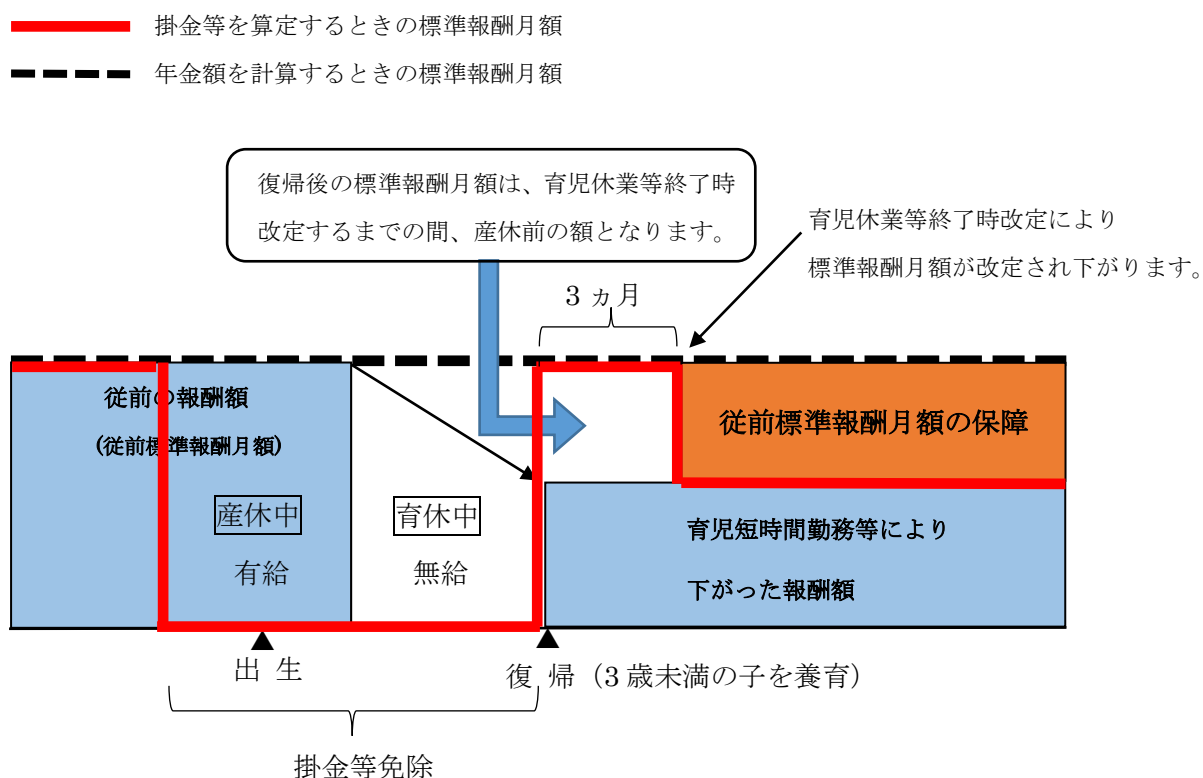 掛金等を算定するときの標準報酬月額
年金額を計算するときの標準報酬月額
復帰後の標準報酬月額は、育児休業等終了時
改定するまでの間、産休前の額となります。
育児休業等終了時改定により
標準報酬月額が改定され下がります。
3 ヵ月
従前の報酬額
(従前標準報酬月額)
従前標準報酬月額の保障
産休中
有給
育休中
無給
育児短時間勤務等により
下がった報酬額
出 生
復 帰（3 歳未満の子を養育）
掛金等免除